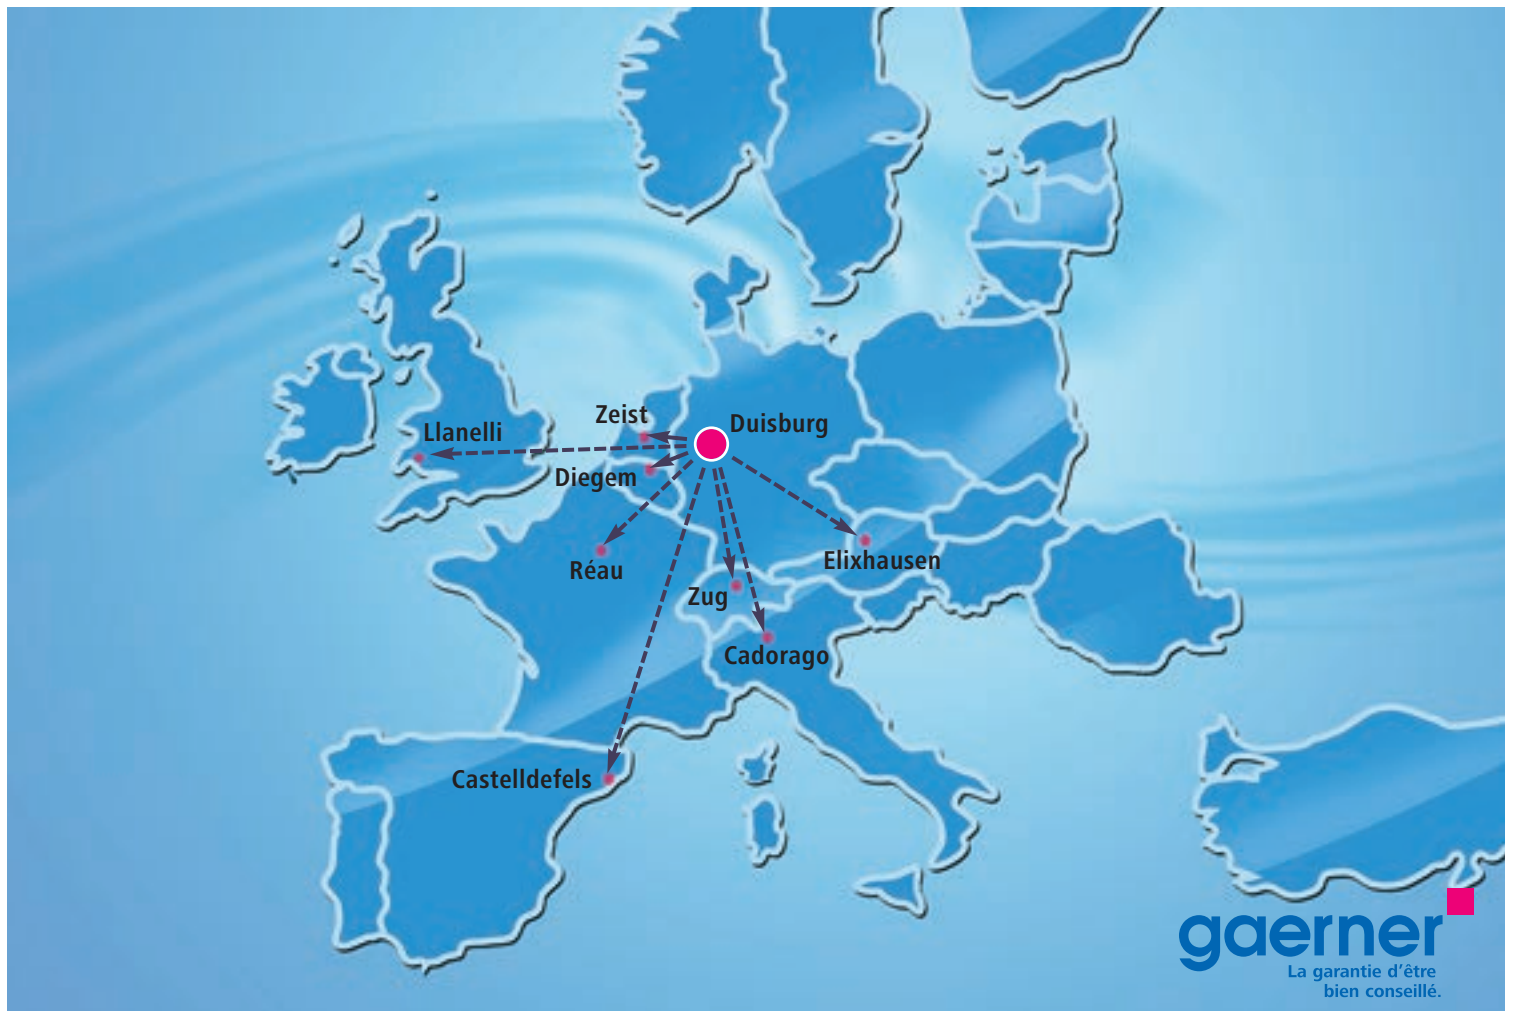 Zeist
Duisburg
Llanelli
Diegem
Elixhausen
Réau
Zug
Cadorago
Castelldefels
gaerner
La garantie d'être
bien conseillé.